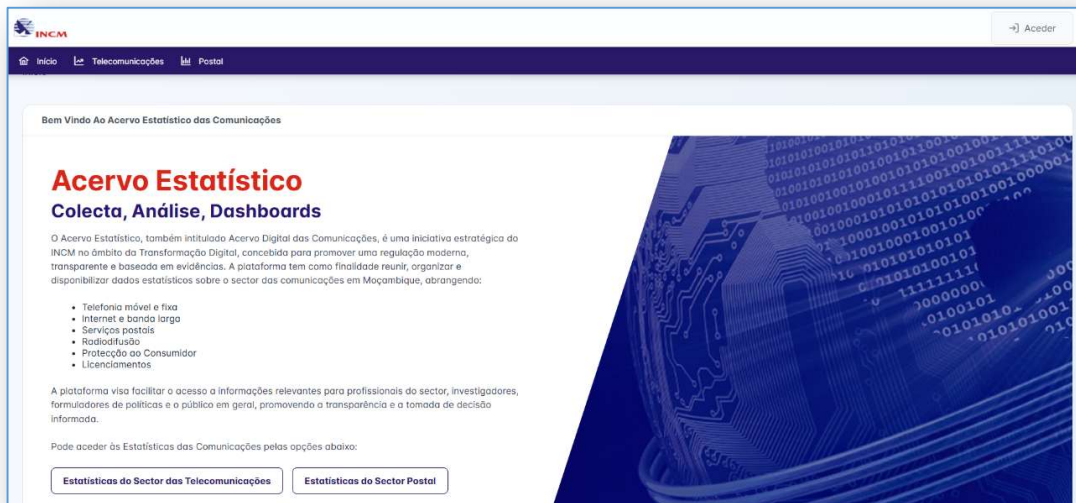 INCM
Aceder
Início
Telecomunicações
Postal
Bem Vindo Ao Acervo Estatístico das Comunicações
Acervo Estatístico
Colecta, Análise, Dashboards
O Acervo Estatístico, também intitulado Acervo Digital das Comunicações, é uma iniciativa estratégica do
INCM no âmbito da Transformação Digital, concebida para promover uma regulação moderna,
transparente e baseada em evidências. A plataforma tem como finalidade reunir, organizar e
disponibilizar dados estatísticos sobre o sector das comunicações em Moçambique, abrangendo:
• Telefonia móvel e fixa
• Internet e banda larga
• Serviços postais
• Radiodifusão
• Protecção ao Consumidor
• Licenciamentos
A plataforma visa facilitar o acesso a informações relevantes para profissionais do sector, investigadores,
formuladores de políticas e o público em geral, promovendo a transparência e a tomada de decisão
informada.
Pode aceder às Estatísticas das Comunicações pelas opções abaixo:
Estatísticas do Sector das Telecomunicações
Estatísticas do Sector Postal